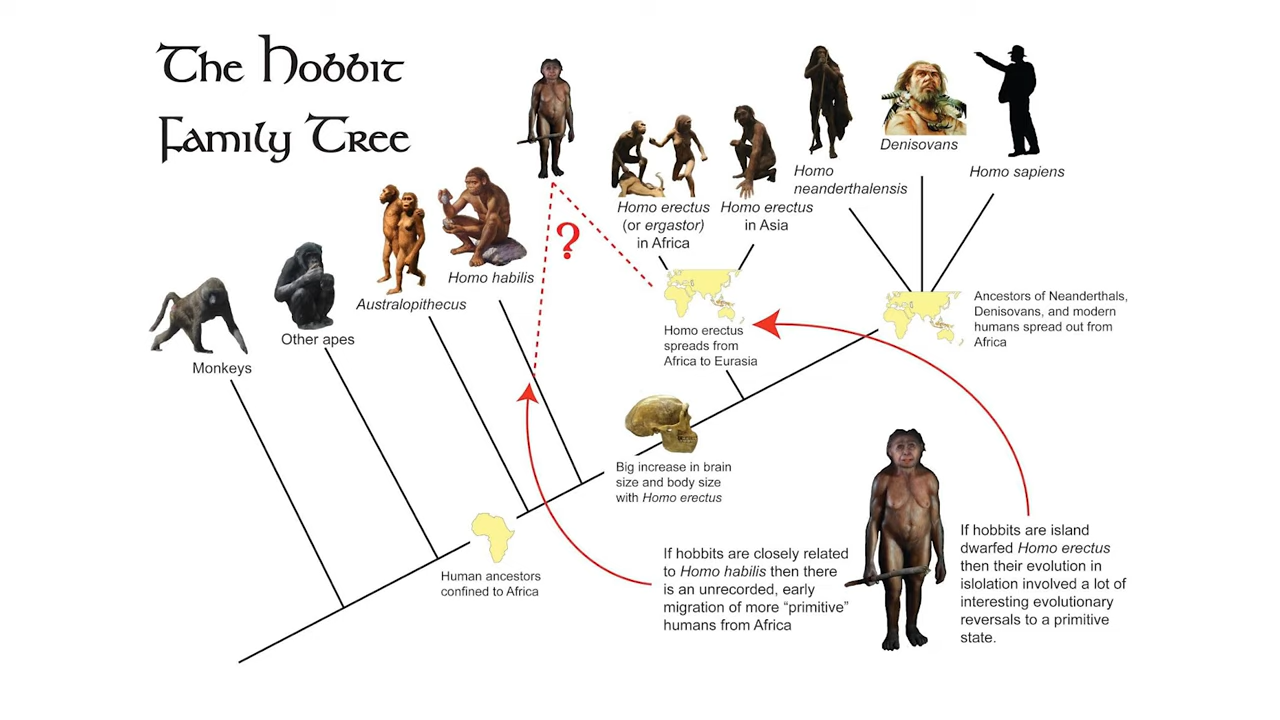 The Hobbit
Family Tree
Monkeys
Other apes
Australopithecus
Homo habilis
?
Homo erectus
(or ergastor)
in Africa
Homo erectus
in Asia
Homo
neanderthalensis
Denisovans
Homo sapiens
Homo erectus
spreads from
Africa to Eurasia
Ancestors of Neanderthals,
Denisovans, and modern
humans spread out from
Africa
Big increase in brain
size and body size
with Homo erectus
Human ancestors
confined to Africa
If hobbits are closely related
to Homo habilis then there
is an unrecorded, early
migration of more “primitive”
humans from Africa
If hobbits are island
dwarfed Homo erectus
then their evolution in
islolation involved a lot of
interesting evolutionary
reversals to a primitive
state.